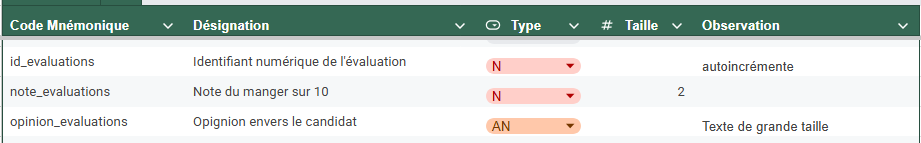 Code Mnémonique Désignation Type # Taille Observation
id_evaluations Identifiant numérique de l'évaluation N autoincrémente
note_evaluations Note du manger sur 10 N 2
opinion_evaluations Opignion envers le candidat AN Texte de grande taille